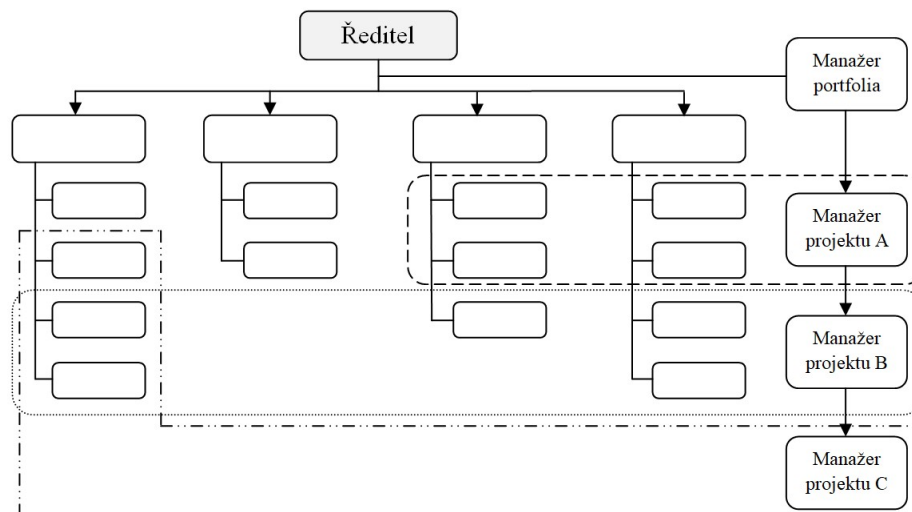 Ředitel
Manažer
portfolia
Manažer
projektu A
Manažer
projektu B
Manažer
projektu C